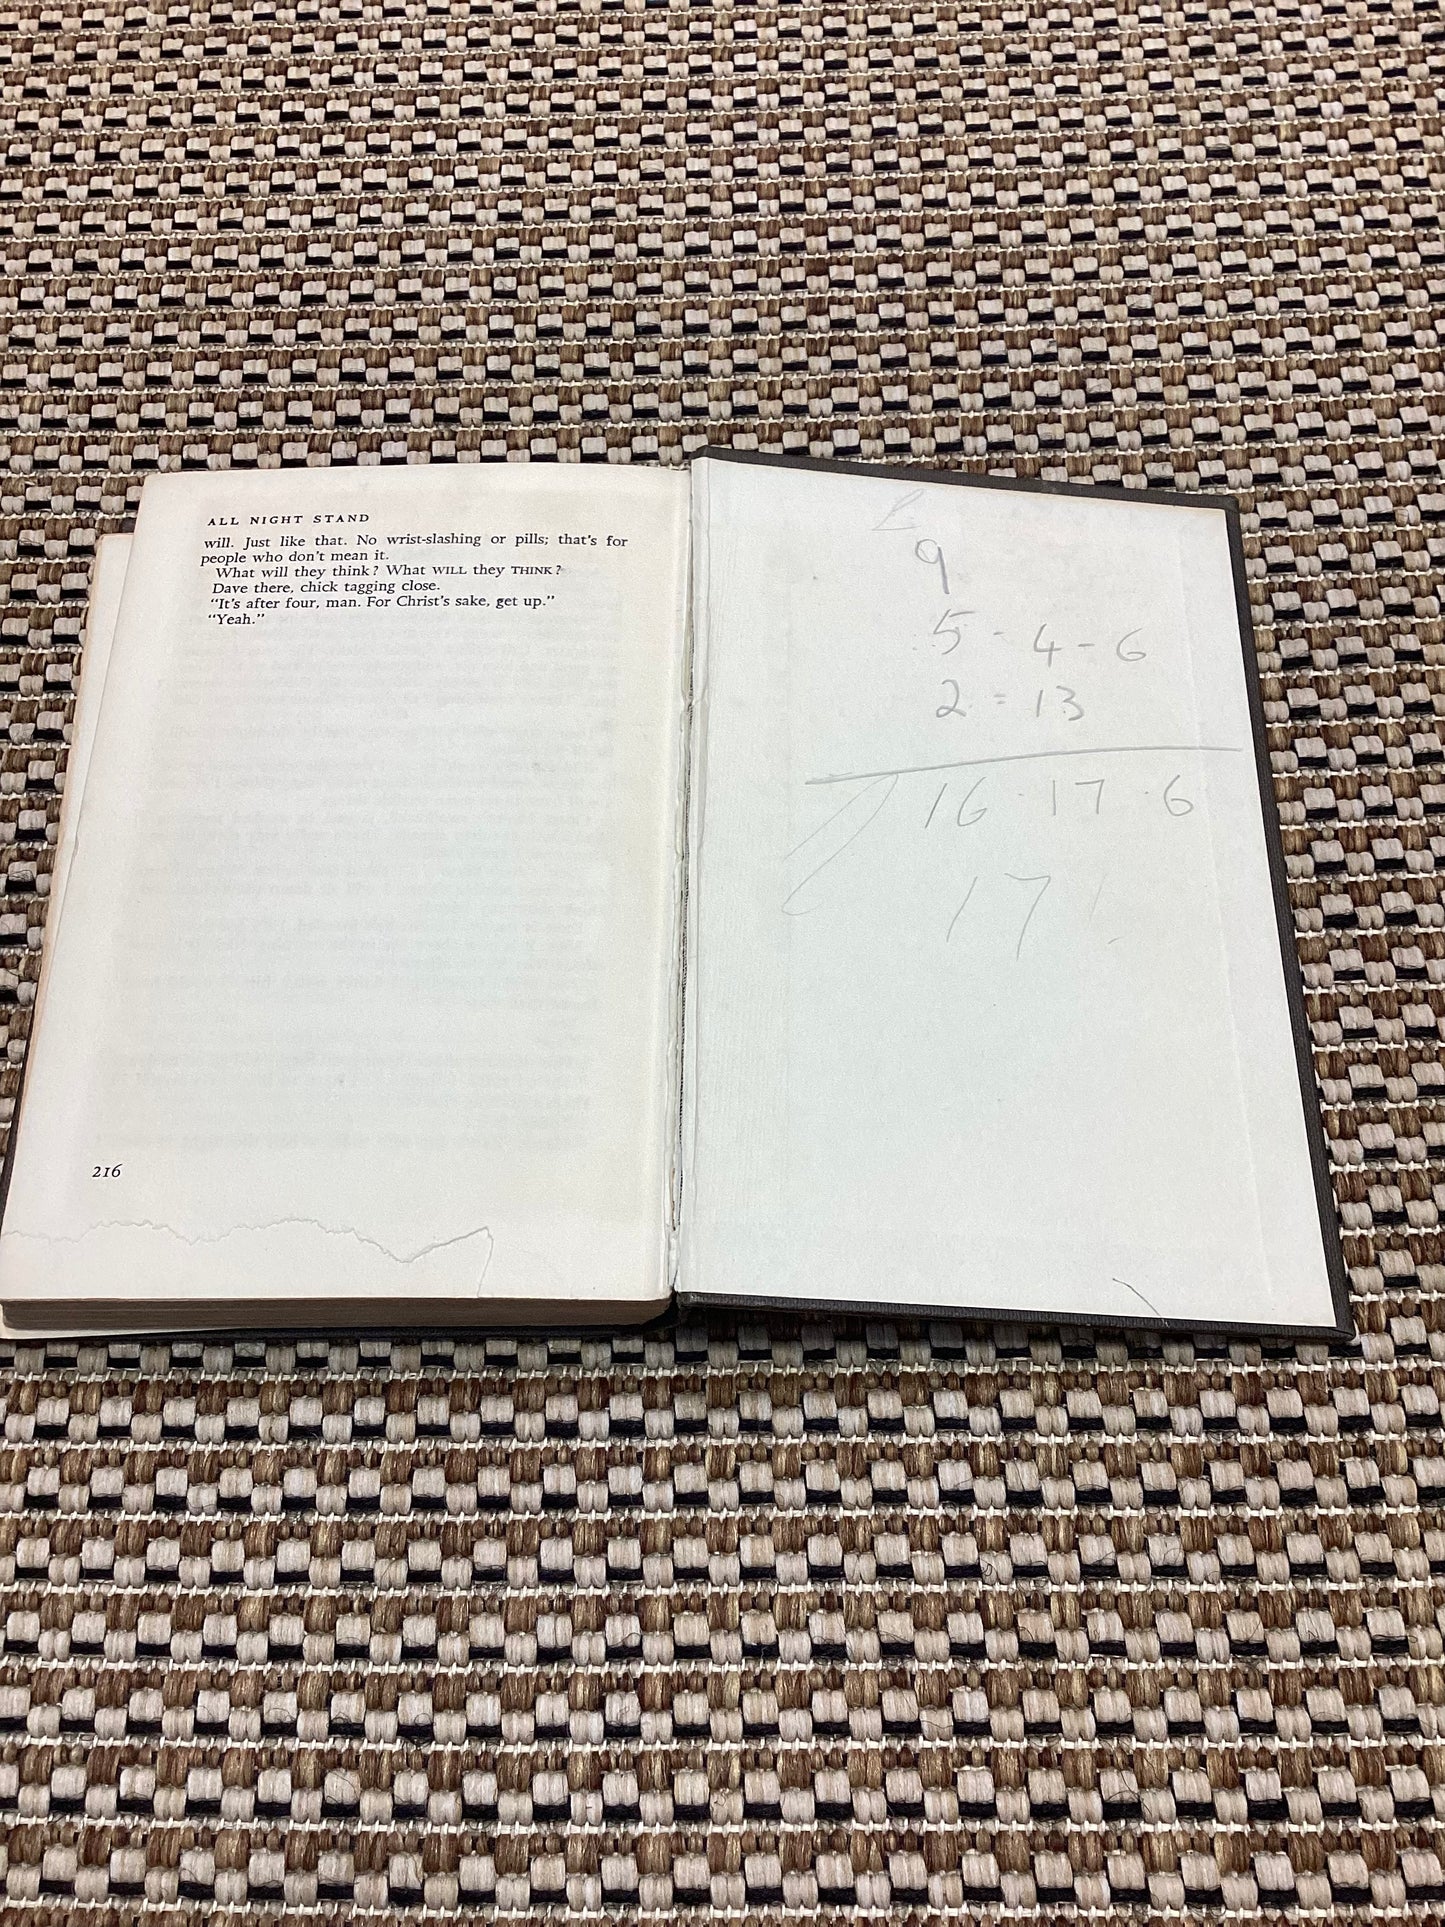 ALL NIGHT STAND
will. Just like that. No wrist-slashing or pills; that's for
people who don't mean it.
What will they think? What WILL they THINK?
Dave there, chick tagging close.
"It's after four, man. For Christ's sake, get up."
"Yeah."
216
£
9
5 - 4 - 6
2 = 13
16 . 17 . 6
17